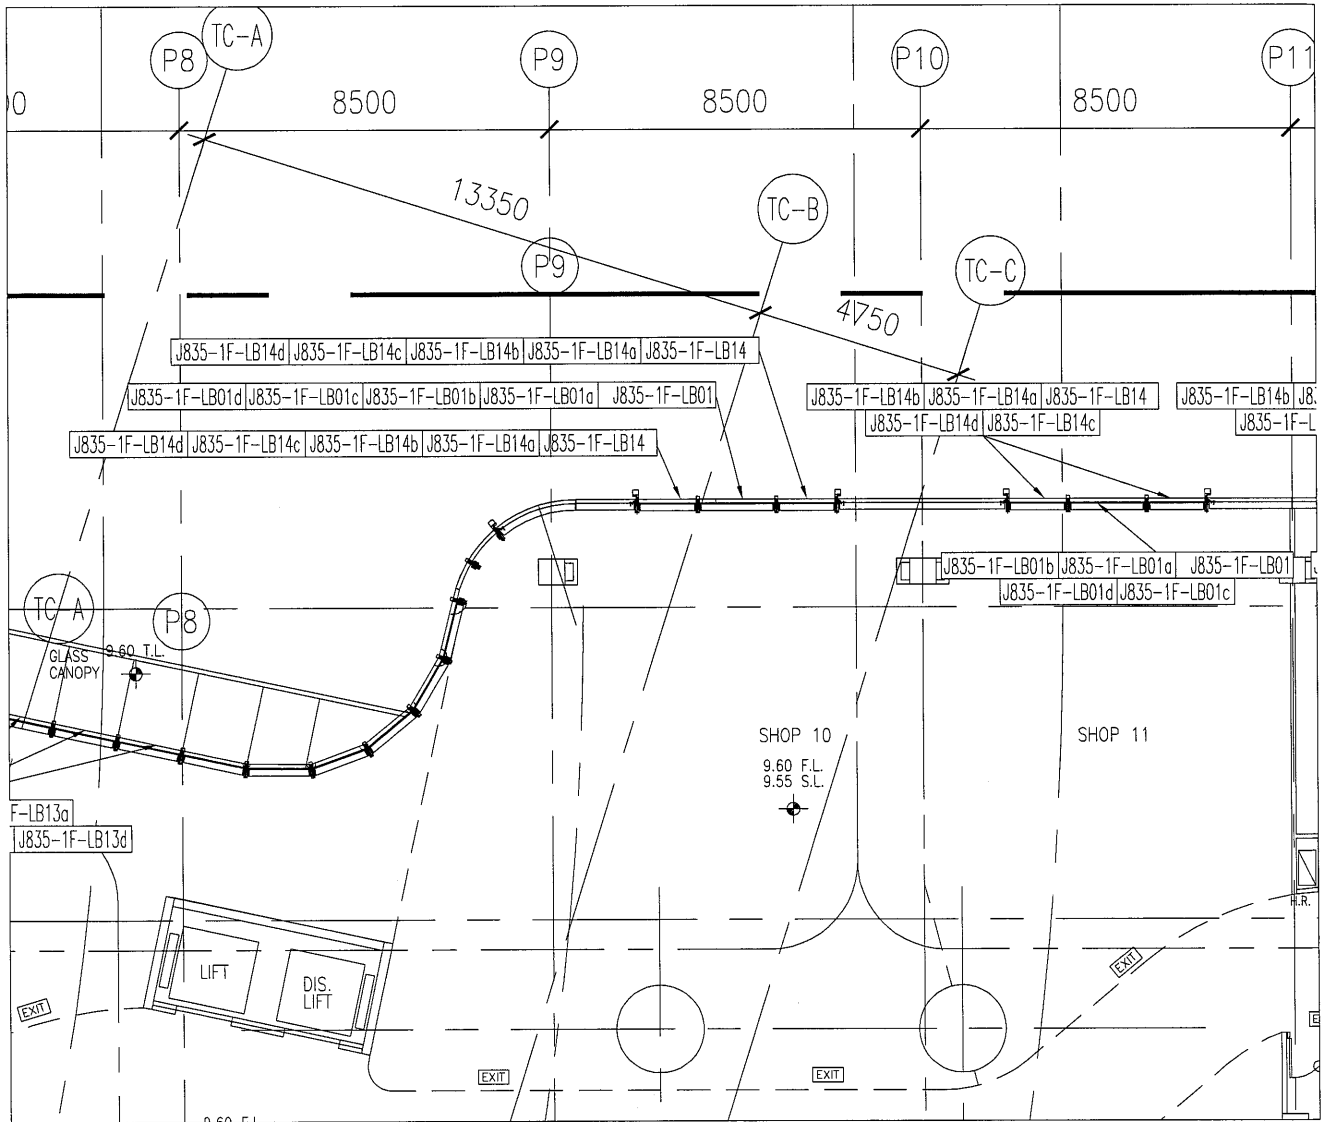 TC-A
P8
P9
P10
P11
8500
8500
8500
13350
TC-B
P9
TC-C
4750
J835-1F-LB14d J835-1F-LB14c J835-1F-LB14b J835-1F-LB14a J835-1F-LB14
J835-1F-LB01d J835-1F-LB01c J835-1F-LB01b J835-1F-LB01a J835-1F-LB01
J835-1F-LB14b J835-1F-LB14a J835-1F-LB14
J835-1F-LB14b J83
J835-1F-LB14d J835-1F-LB14c
J835-1F-L
J835-1F-LB14d J835-1F-LB14c J835-1F-LB14b J835-1F-LB14a J835-1F-LB14
J835-1F-LB01b J835-1F-LB01a J835-1F-LB01
J835-1F-LB01d J835-1F-LB01c
TC-A
P8
GLASS
CANOPY
9.60 T.L.
SHOP 10
9.60 F.L.
9.55 S.L.
SHOP 11
F-LB13a
J835-1F-LB13d
H.R.
LIFT
DIS.
LIFT
EXIT
EXIT
EXIT
EXIT